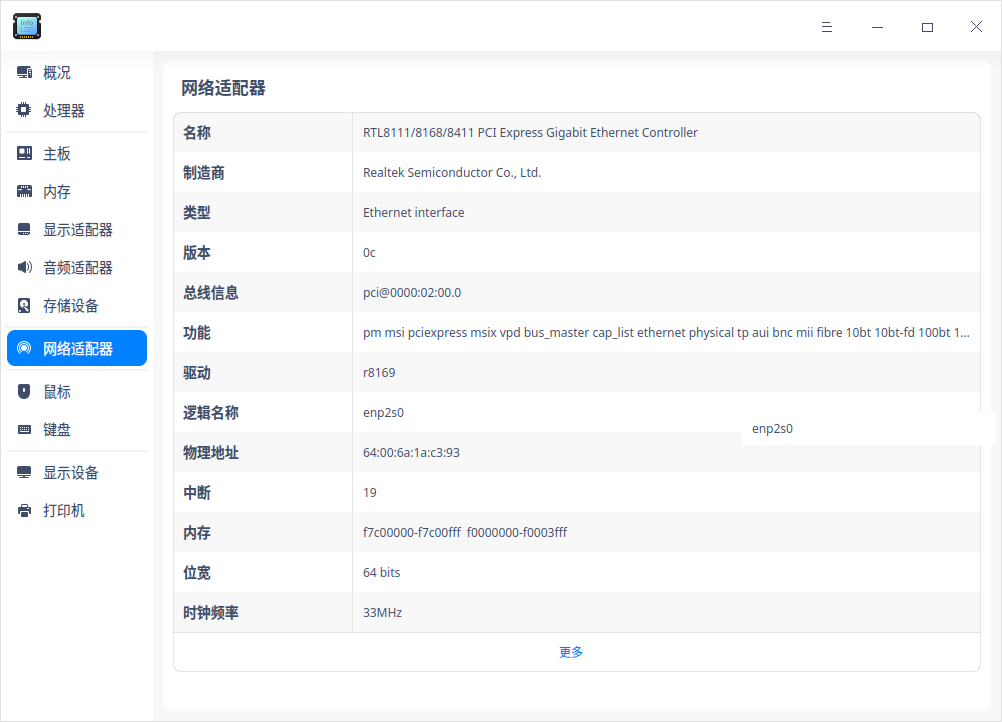 info
概况
处理器
主板
内存
显示适配器
音频适配器
存储设备
网络适配器
鼠标
键盘
显示设备
打印机
网络适配器
名称 RTL8111/8168/8411 PCI Express Gigabit Ethernet Controller
制造商 Realtek Semiconductor Co., Ltd.
类型 Ethernet interface
版本 0c
总线信息 pci@0000:02:00.0
功能 pm msi pciexpress msix vpd bus_master cap_list ethernet physical tp aui bnc mii fibre 10bt 10bt-fd 100bt 1...
驱动 r8169
逻辑名称 enp2s0
enp2s0
物理地址 64:00:6a:1a:c3:93
中断 19
内存 f7c00000-f7c00fff f0000000-f0003fff
位宽 64 bits
时钟频率 33MHz
更多